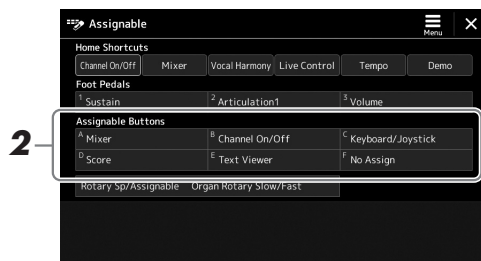 Assignable
Menu
Home Shortcuts
Channel On/Off Mixer Vocal Harmony Live Control Tempo Demo
Foot Pedals
1 Sustain 2 Articulation1 3 Volume
Assignable Buttons
2
A Mixer B Channel On/Off C Keyboard/Joystick
D Score E Text Viewer F No Assign
Rotary Sp/Assignable Organ Rotary Slow/Fast